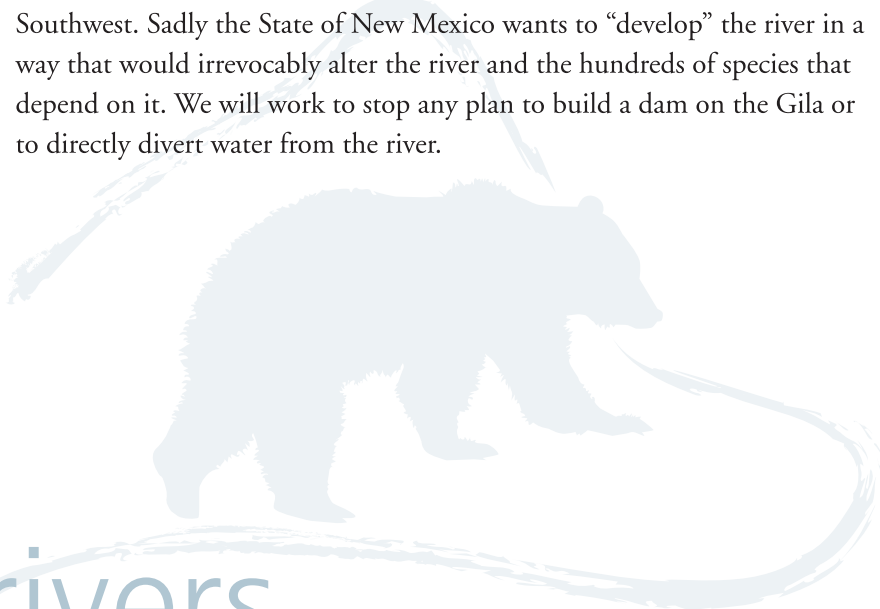 Southwest. Sadly the State of New Mexico wants to “develop” the river in a
way that would irrevocably alter the river and the hundreds of species that
depend on it. We will work to stop any plan to build a dam on the Gila or
to directly divert water from the river.
rivers